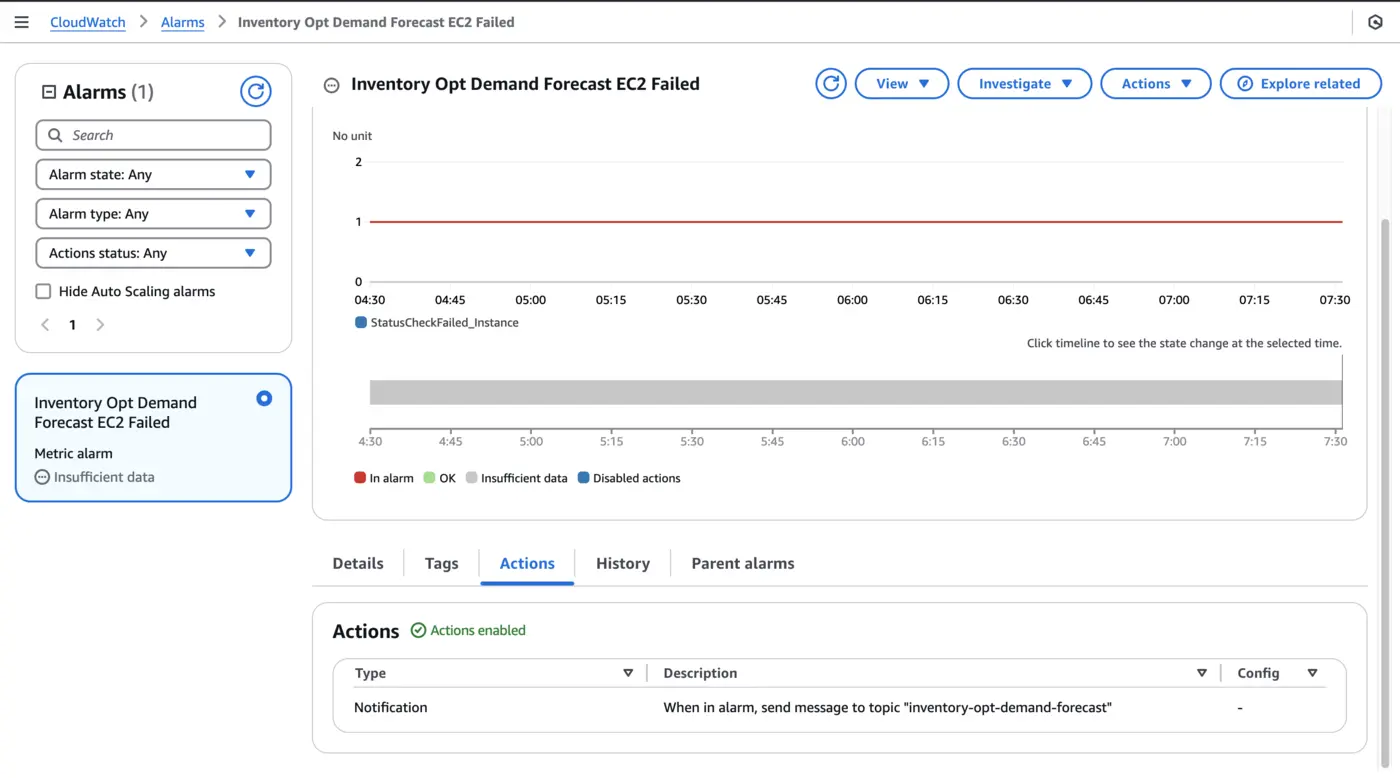 CloudWatch > Alarms > Inventory Opt Demand Forecast EC2 Failed
Alarms (1)
Search
Alarm state: Any
Alarm type: Any
Actions status: Any
Hide Auto Scaling alarms
1
Inventory Opt Demand
Forecast EC2 Failed
Metric alarm
Insufficient data
Inventory Opt Demand Forecast EC2 Failed
View
Investigate
Actions
Explore related
No unit
2
1
0
04:30 04:45 05:00 05:15 05:30 05:45 06:00 06:15 06:30 06:45 07:00 07:15 07:30
StatusCheckFailed_Instance
Click timeline to see the state change at the selected time.
4:30 4:45 5:00 5:15 5:30 5:45 6:00 6:15 6:30 6:45 7:00 7:15 7:30
In alarm OK Insufficient data Disabled actions
Details Tags Actions History Parent alarms
Actions Actions enabled
Type Description Config
Notification When in alarm, send message to topic "inventory-opt-demand-forecast" -